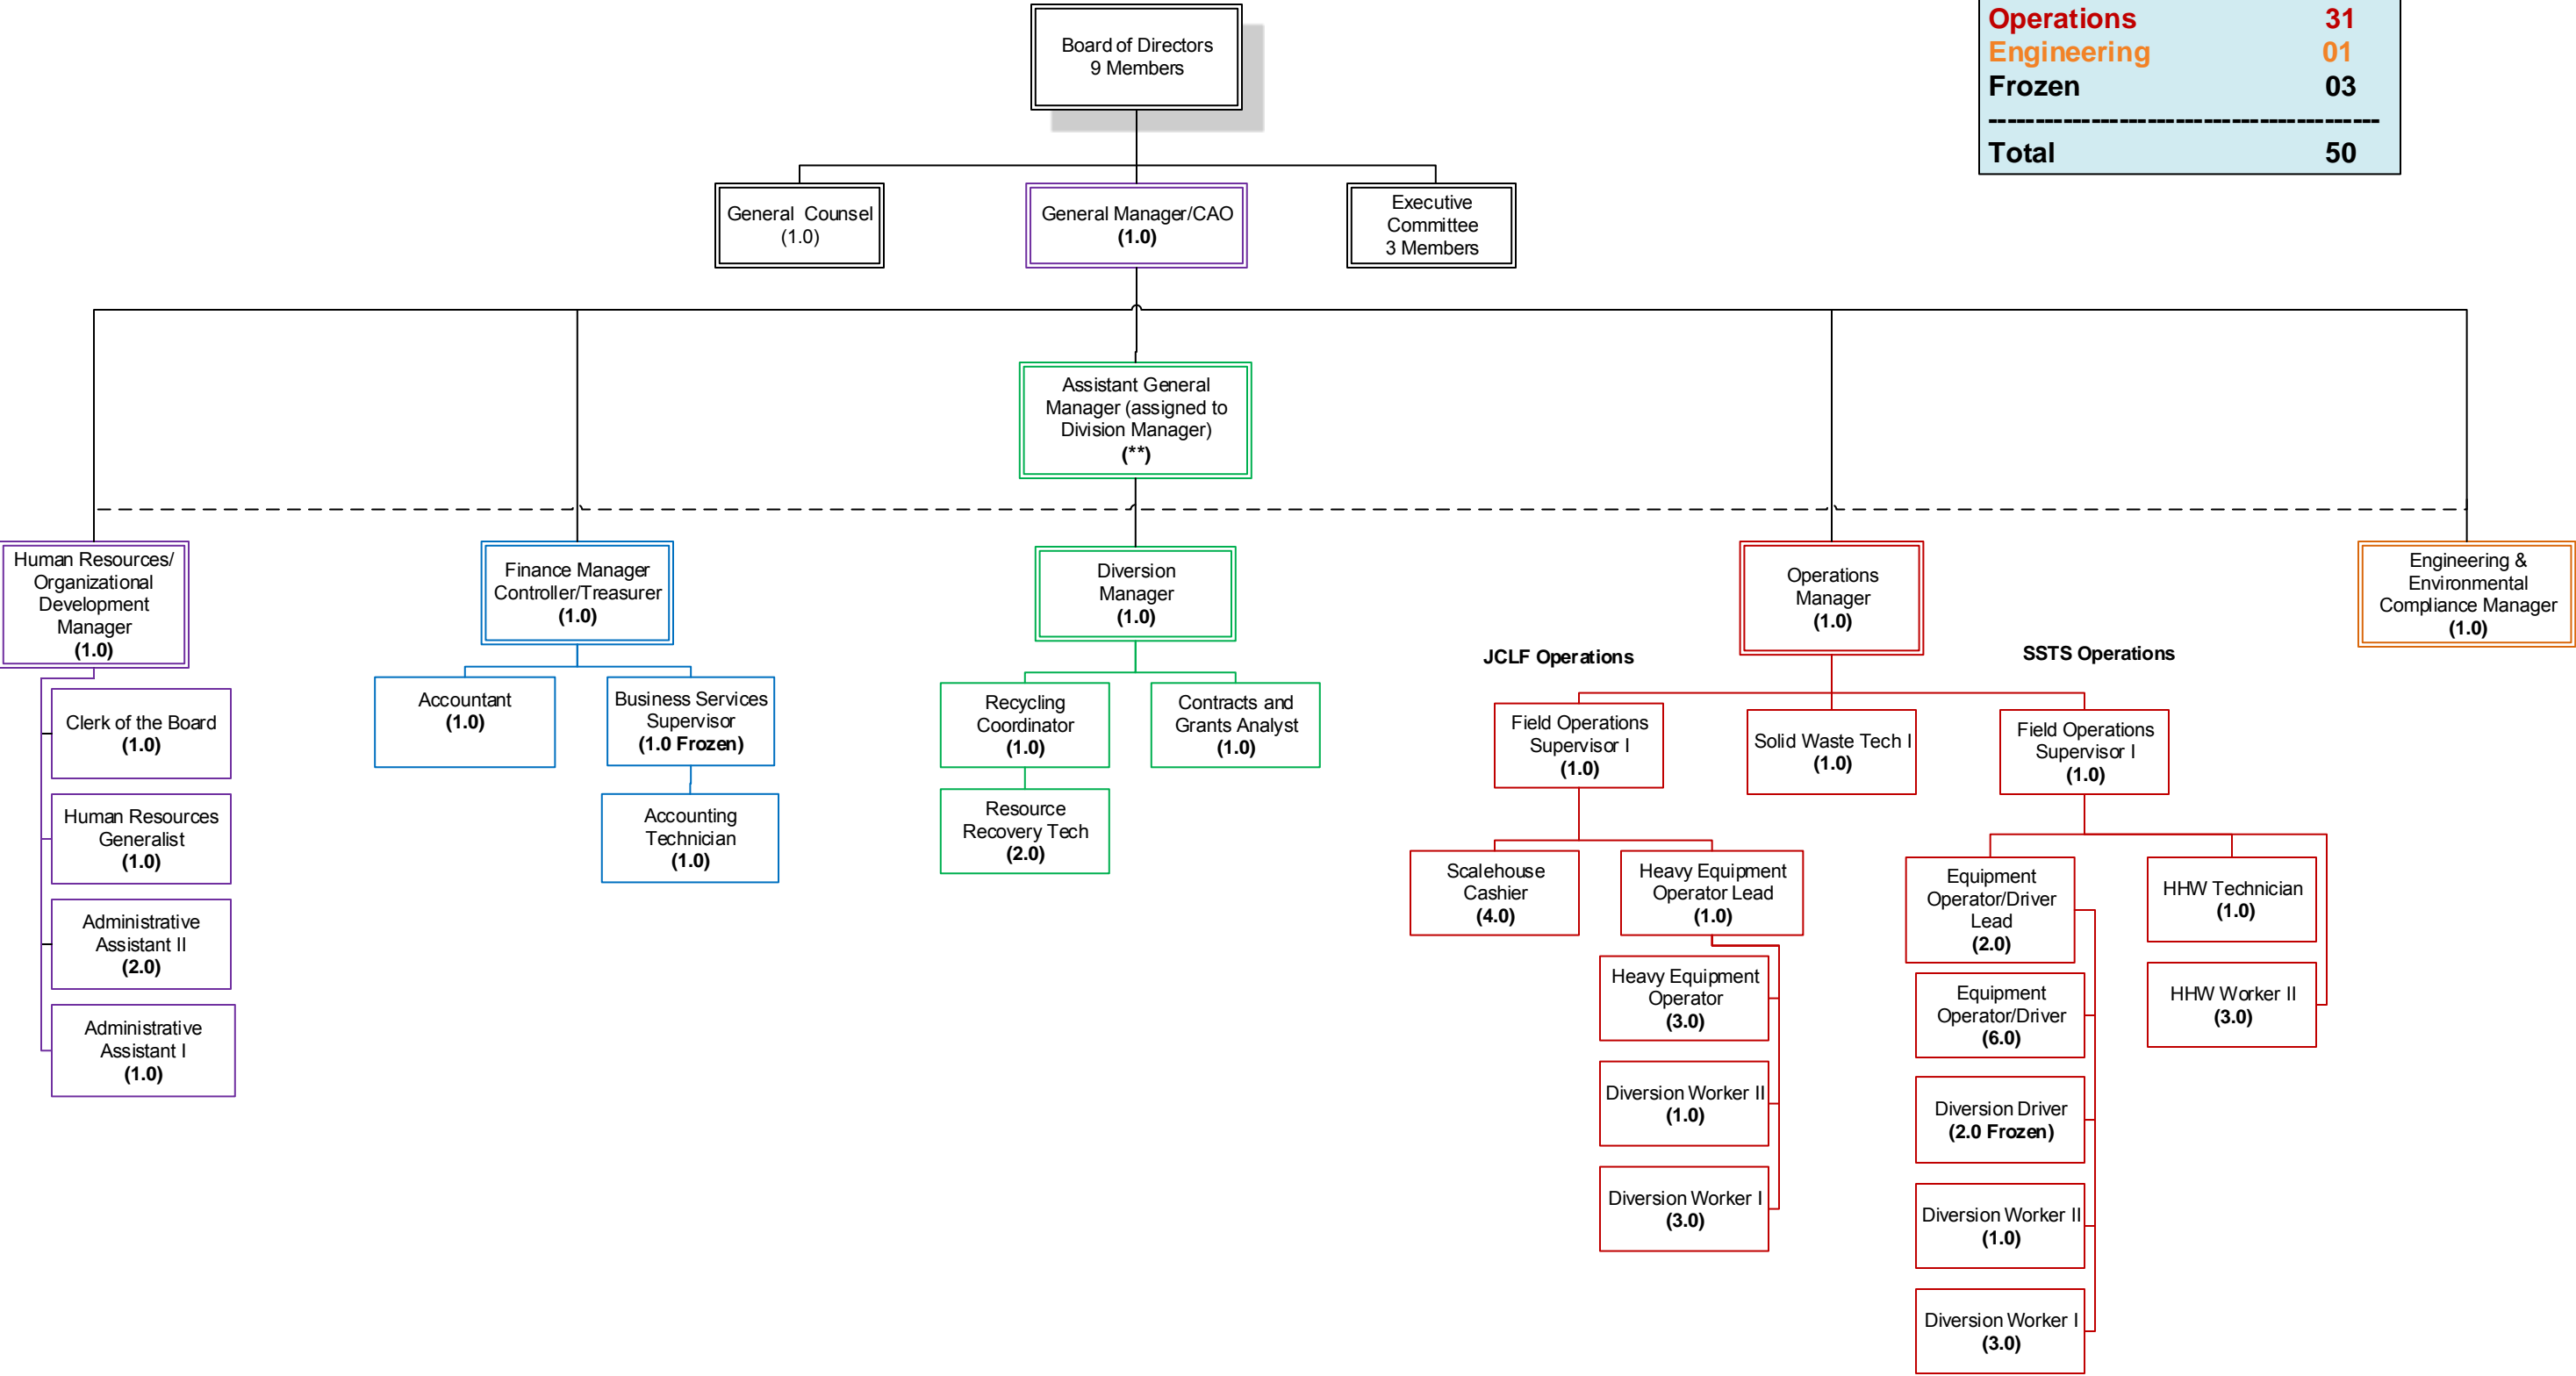 Operations 31
Engineering 01
Frozen 03
------------------------------------------
Total 50
Board of Directors
9 Members
General Counsel
(1.0)
General Manager/CAO
(1.0)
Executive
Committee
3 Members
Assistant General
Manager (assigned to
Division Manager)
(**)
Human Resources/
Organizational
Development
Manager
(1.0)
Clerk of the Board
(1.0)
Human Resources
Generalist
(1.0)
Administrative
Assistant II
(2.0)
Administrative
Assistant I
(1.0)
Finance Manager
Controller/Treasurer
(1.0)
Accountant
(1.0)
Business Services
Supervisor
(1.0 Frozen)
Accounting
Technician
(1.0)
Diversion
Manager
(1.0)
Recycling
Coordinator
(1.0)
Contracts and
Grants Analyst
(1.0)
Resource
Recovery Tech
(2.0)
Operations
Manager
(1.0)
JCLF Operations
SSTS Operations
Field Operations
Supervisor I
(1.0)
Solid Waste Tech I
(1.0)
Field Operations
Supervisor I
(1.0)
Scalehouse
Cashier
(4.0)
Heavy Equipment
Operator Lead
(1.0)
Heavy Equipment
Operator
(3.0)
Diversion Worker II
(1.0)
Diversion Worker I
(3.0)
Equipment
Operator/Driver
Lead
(2.0)
Equipment
Operator/Driver
(6.0)
Diversion Driver
(2.0 Frozen)
Diversion Worker II
(1.0)
Diversion Worker I
(3.0)
HHW Technician
(1.0)
HHW Worker II
(3.0)
Engineering &
Environmental
Compliance Manager
(1.0)